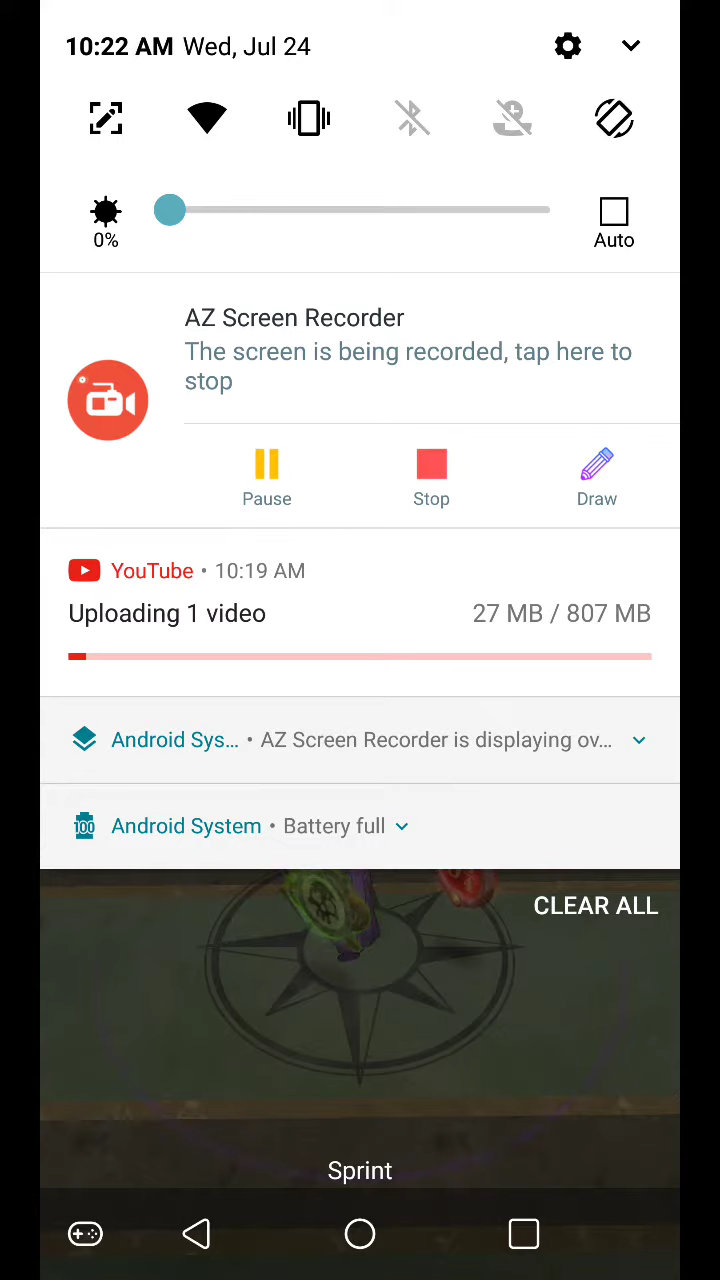 10:22 AM Wed, Jul 24
0%
Auto
AZ Screen Recorder
The screen is being recorded, tap here to
stop
Pause
Stop
Draw
YouTube • 10:19 AM
Uploading 1 video
27 MB / 807 MB
Android Sys... • AZ Screen Recorder is displaying ov...
100
Android System • Battery full
CLEAR ALL
Sprint